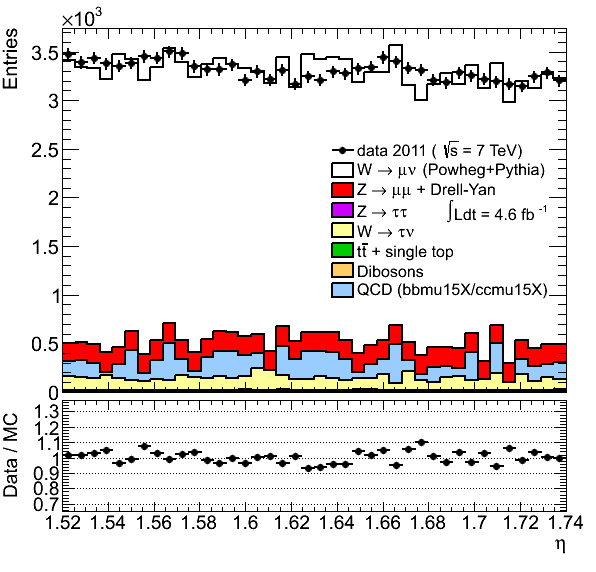 ×10³
Entries
3.5
3
2.5
2
1.5
1
0.5
0
data 2011 ( √s = 7 TeV)
W → μν (Powheg+Pythia)
Z → μμ + Drell-Yan
Z → ττ
∫Ldt = 4.6 fb⁻¹
W → τν
tt̄ + single top
Dibosons
QCD (bbmu15X/ccmu15X)
Data / MC
1.3
1.2
1.1
1
0.9
0.8
0.7
1.52 1.54 1.56 1.58 1.6 1.62 1.64 1.66 1.68 1.7 1.72 1.74
η